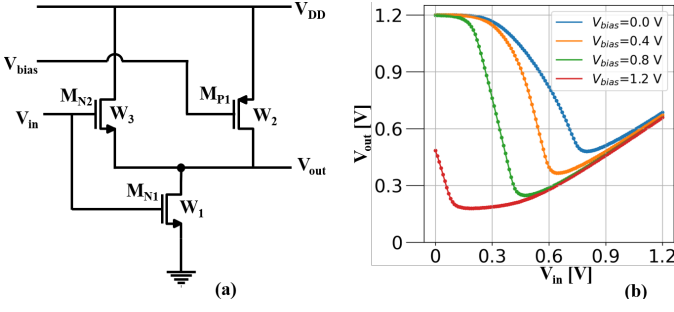 V_DD
V_bias
M_N2
M_P1
V_in
W_3
W_2
V_out
M_N1
W_1
(a)
1.2
0.9
0.6
0.3
0
V_out [V]
V_bias=0.0 V
V_bias=0.4 V
V_bias=0.8 V
V_bias=1.2 V
0 0.3 0.6 0.9 1.2
V_in [V]
(b)